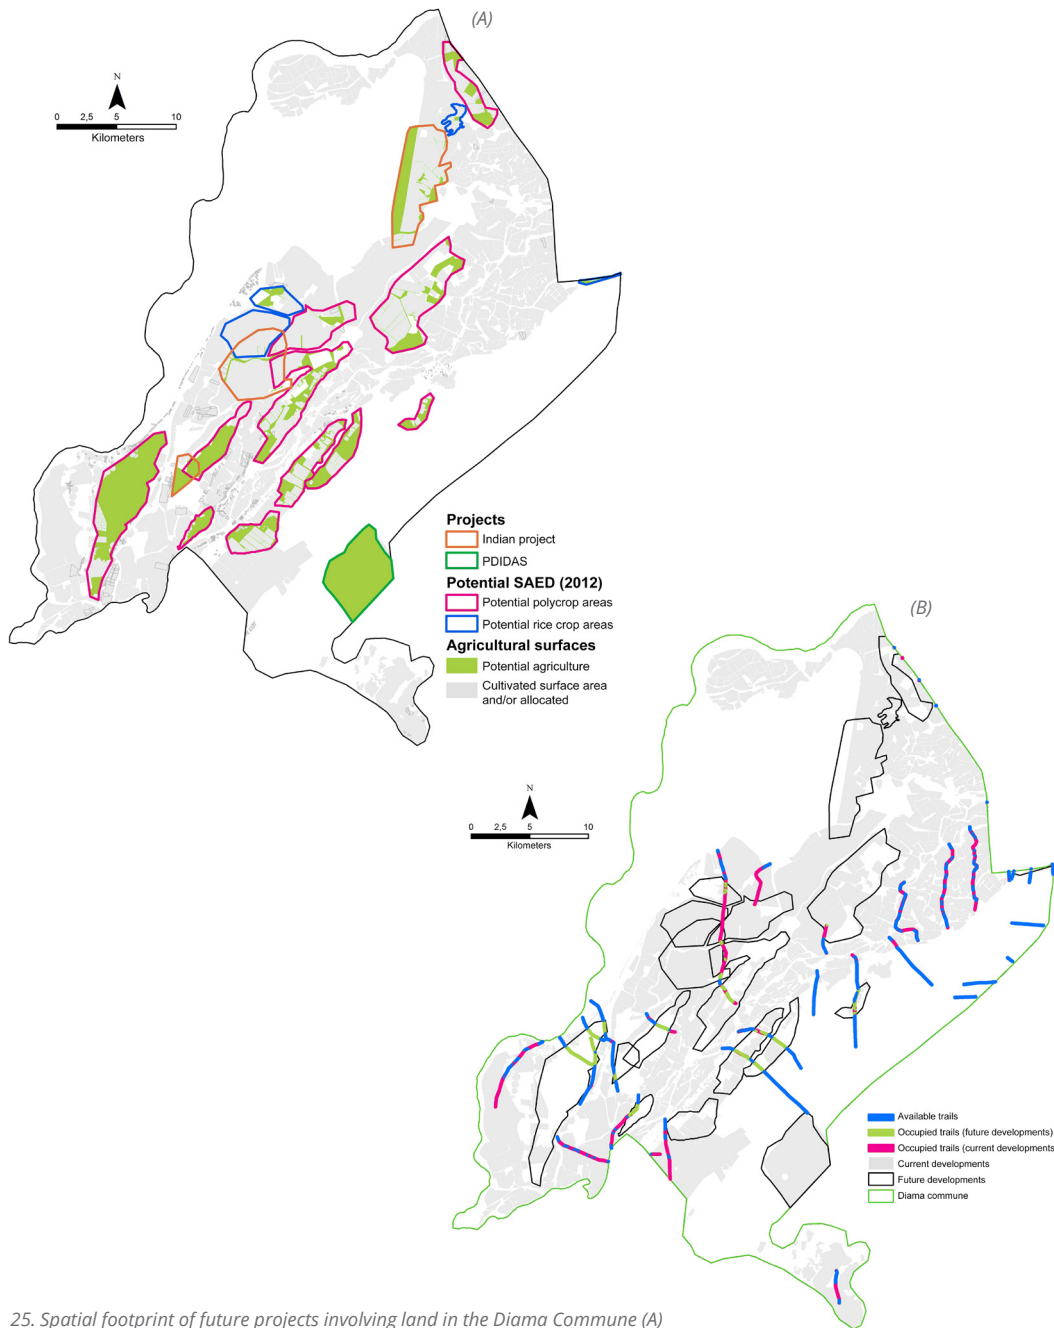 (A)
N
0 2,5 5 10
Kilometers
Projects
Indian project
PDIDAS
Potential SAED (2012)
Potential polycrop areas
Potential rice crop areas
Agricultural surfaces
Potential agriculture
Cultivated surface area
and/or allocated
(B)
N
0 2,5 5 10
Kilometers
Available trails
Occupied trails (future developments)
Occupied trails (current developments
Current developments
Future developments
Diama commune
25. Spatial footprint of future projects involving land in the Diama Commune (A)